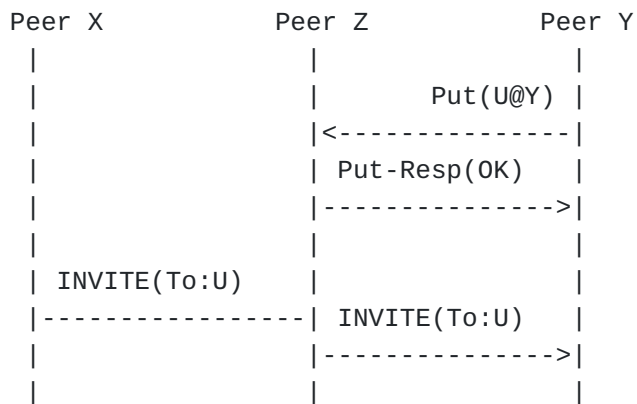 Peer X Peer Z Peer Y
Put(U@Y)
Put-Resp(OK)
INVITE(To:U)
INVITE(To:U)